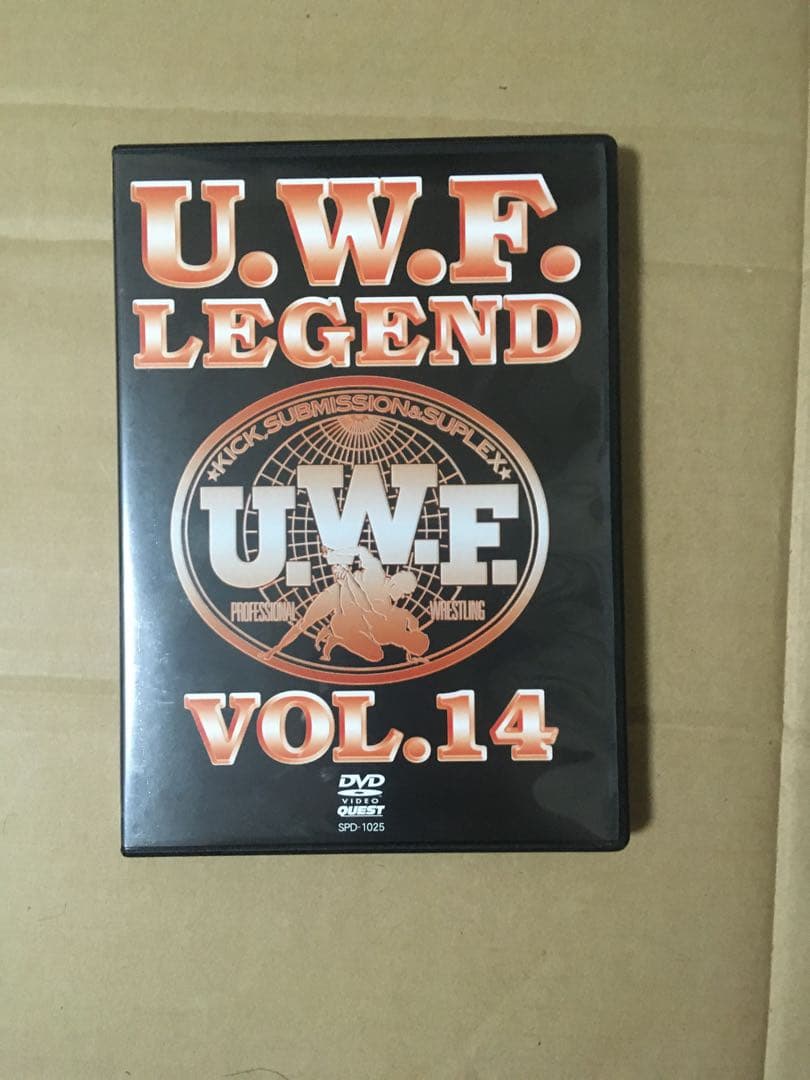 U.W.F.
LEGEND
★KICK,SUBMISSION&SUPLEX★
U.W.F.
PROFESSIONAL WRESTLING
VOL.14
DVD
VIDEO
QUEST
SPD-1025